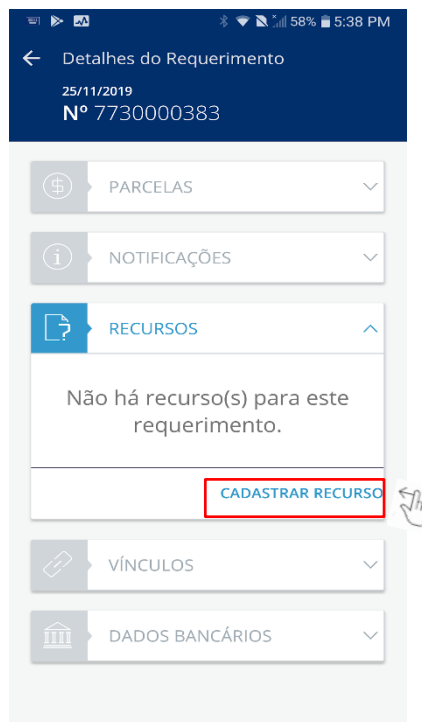 58% 5:38 PM
Detalhes do Requerimento
25/11/2019
Nº 7730000383
PARCELAS
NOTIFICAÇÕES
RECURSOS
Não há recurso(s) para este
requerimento.
CADASTRAR RECURSO
VÍNCULOS
DADOS BANCÁRIOS